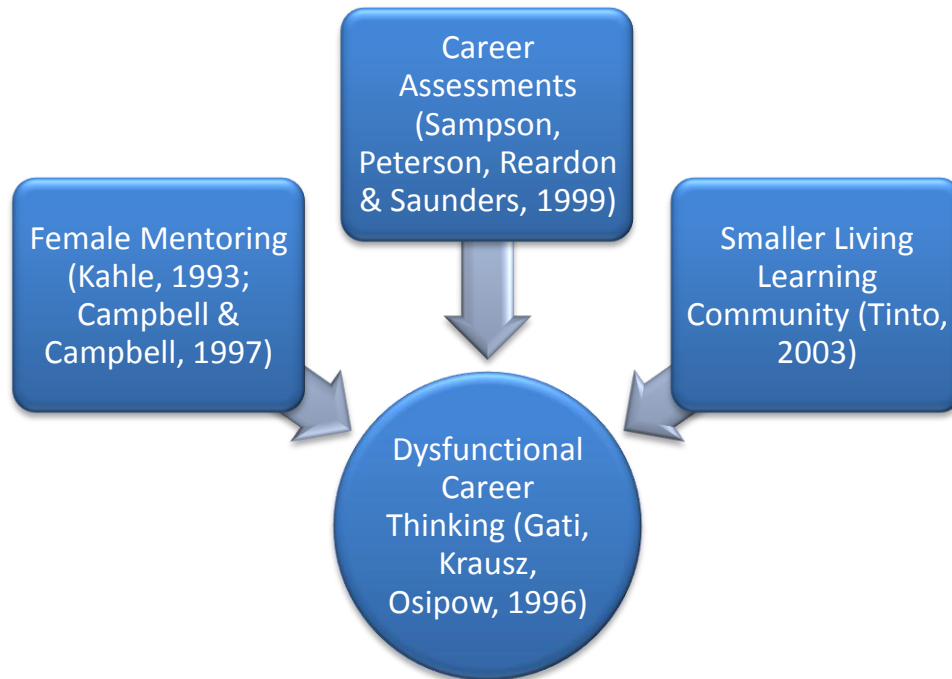 Career
Assessments
(Sampson,
Peterson, Reardon
& Saunders, 1999)
Female Mentoring
(Kahle, 1993;
Campbell &
Campbell, 1997)
Smaller Living
Learning
Community (Tinto,
2003)
Dysfunctional
Career
Thinking (Gati,
Krausz,
Osipow, 1996)